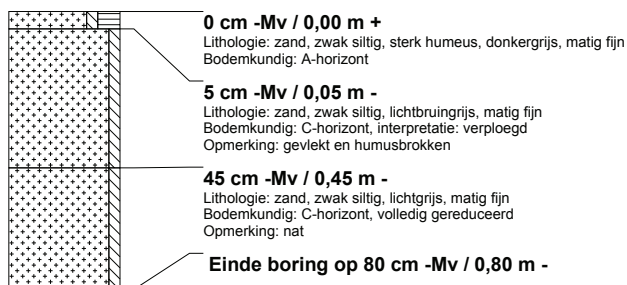 0 cm -Mv / 0,00 m +
Lithologie: zand, zwak siltig, sterk humeus, donkergrijs, matig fijn
Bodemkundig: A-horizont
5 cm -Mv / 0,05 m -
Lithologie: zand, zwak siltig, lichtbruingrijs, matig fijn
Bodemkundig: C-horizont, interpretatie: verploegd
Opmerking: gevlekt en humusbrokken
45 cm -Mv / 0,45 m -
Lithologie: zand, zwak siltig, lichtgrijs, matig fijn
Bodemkundig: C-horizont, volledig gereduceerd
Opmerking: nat
Einde boring op 80 cm -Mv / 0,80 m -